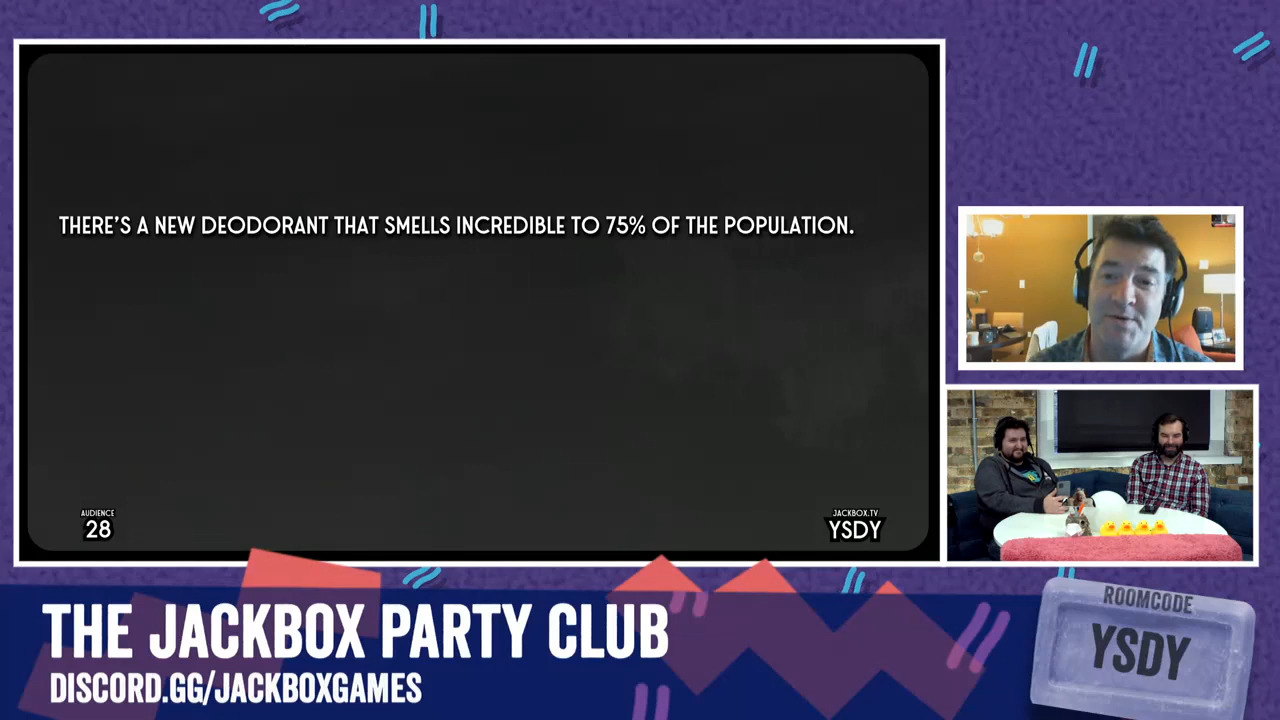 THERE'S A NEW DEODORANT THAT SMELLS INCREDIBLE TO 75% OF THE POPULATION.
AUDIENCE
28
JACKBOX.TV
YSDY
THE JACKBOX PARTY CLUB
DISCORD.GG/JACKBOXGAMES
ROOMCODE
YSDY